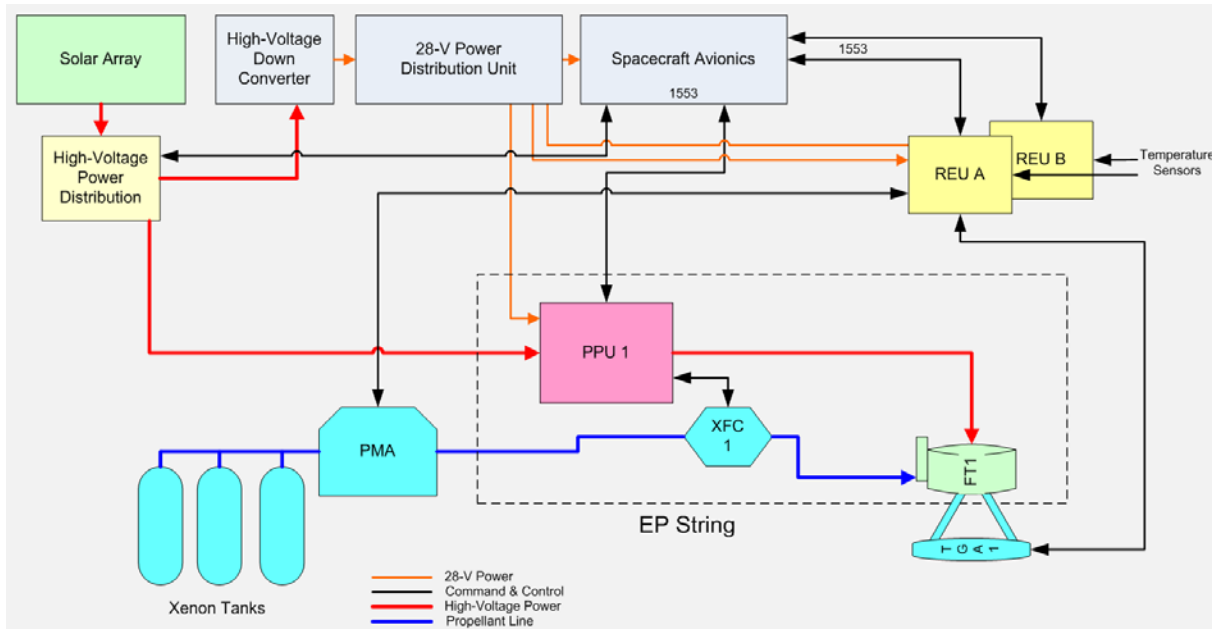 Solar Array
High-Voltage
Down
Converter
28-V Power
Distribution Unit
Spacecraft Avionics
1553
1553
High-Voltage
Power
Distribution
REU B
REU A
Temperature
Sensors
PPU 1
XFC
1
PMA
FT1
TGA1
EP String
Xenon Tanks
28-V Power
Command & Control
High-Voltage Power
Propellant Line